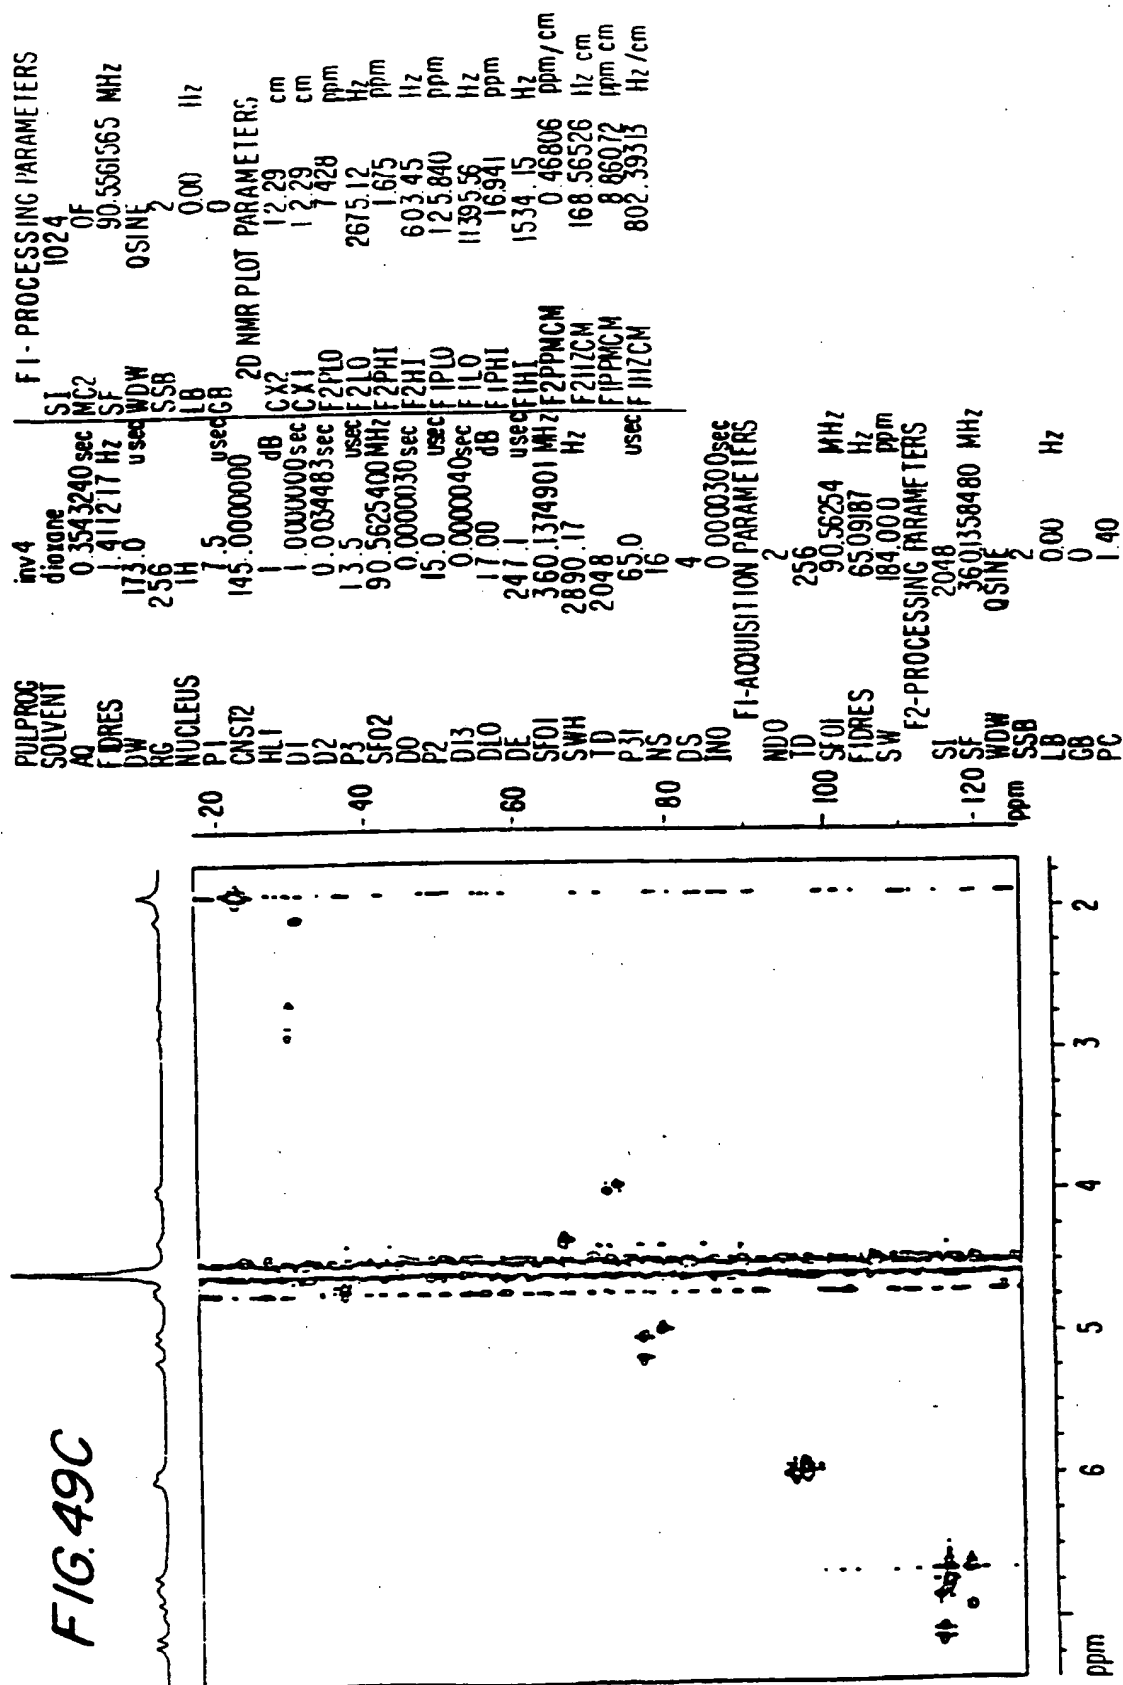 FIG. 49C
PULPROG inv4
SOLVENT dioxane
AQ 0.3543240 sec
FIDRES 1.411217 Hz
DW 173.0 usec
RG 256
NUCLEUS 1H
P1 7.5 usec
CNST2 145.0000000
HL1 1 dB
D1 1.0000000 sec
D2 0.034483 sec
P3 13.5 usec
SFO2 90.5625400 MHz
D0 0.0000030 sec
P2 15.0 usec
D13 0.0000040 sec
DLO 17.00 dB
DE 247.1 usec
SFO1 360.1374901 MHz
SWH 2890.17 Hz
TD 2048
P31 65.0 usec
NS 16
DS 4
IN0 0.0000300 sec
F1-ACQUISITION PARAMETERS
ND0 2
TD 256
SFO1 90.56254 MHz
FIDRES 65.09187 Hz
SW 184.000 ppm
F2-PROCESSING PARAMETERS
SI 2048
SF 360.1358480 MHz
WDW QSINE
SSB 2
LB 0.00 Hz
GB 0
PC 1.40
F1-PROCESSING PARAMETERS
SI 1024
MC2 QF
SF 90.5561565 MHz
WDW QSINE
SSB 2
LB 0.00 Hz
GB 0
2D NMR PLOT PARAMETERS
CX2 12.29 cm
CX1 12.29 cm
F2PLO 7.428 ppm
F2LO 2675.12 Hz
F2PHI 1.675 ppm
F2HI 603.45 Hz
F1PLO 125.840 ppm
F1LO 11395.56 Hz
F1PHI 16.941 ppm
F1HI 1534.15 Hz
F2PPMCM 0.46806 ppm/cm
F2HZCM 168.56526 Hz cm
F1PPMCM 8.86072 ppm cm
F1HZCM 802.39313 Hz/cm
20
40
60
80
100
120
ppm
ppm 6 5 4 3 2